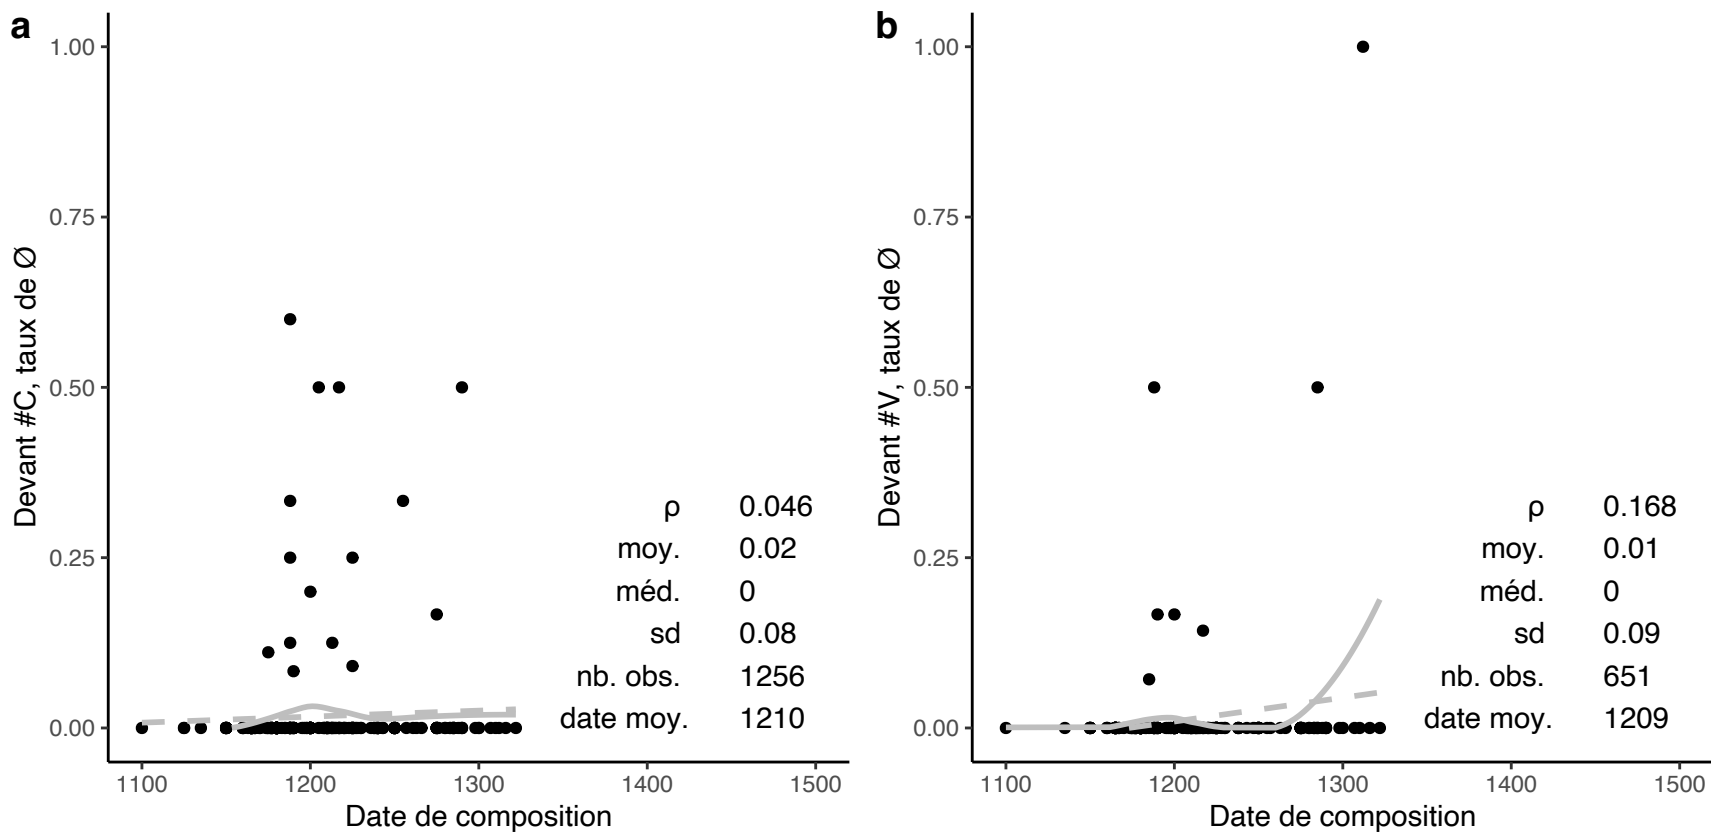 a
Devant #C, taux de Ø
1.00
0.75
0.50
0.25
0.00
ρ 0.046
moy. 0.02
méd. 0
sd 0.08
nb. obs. 1256
date moy. 1210
1100 1200 1300 1400 1500
Date de composition
b
Devant #V, taux de Ø
1.00
0.75
0.50
0.25
0.00
ρ 0.168
moy. 0.01
méd. 0
sd 0.09
nb. obs. 651
date moy. 1209
1100 1200 1300 1400 1500
Date de composition